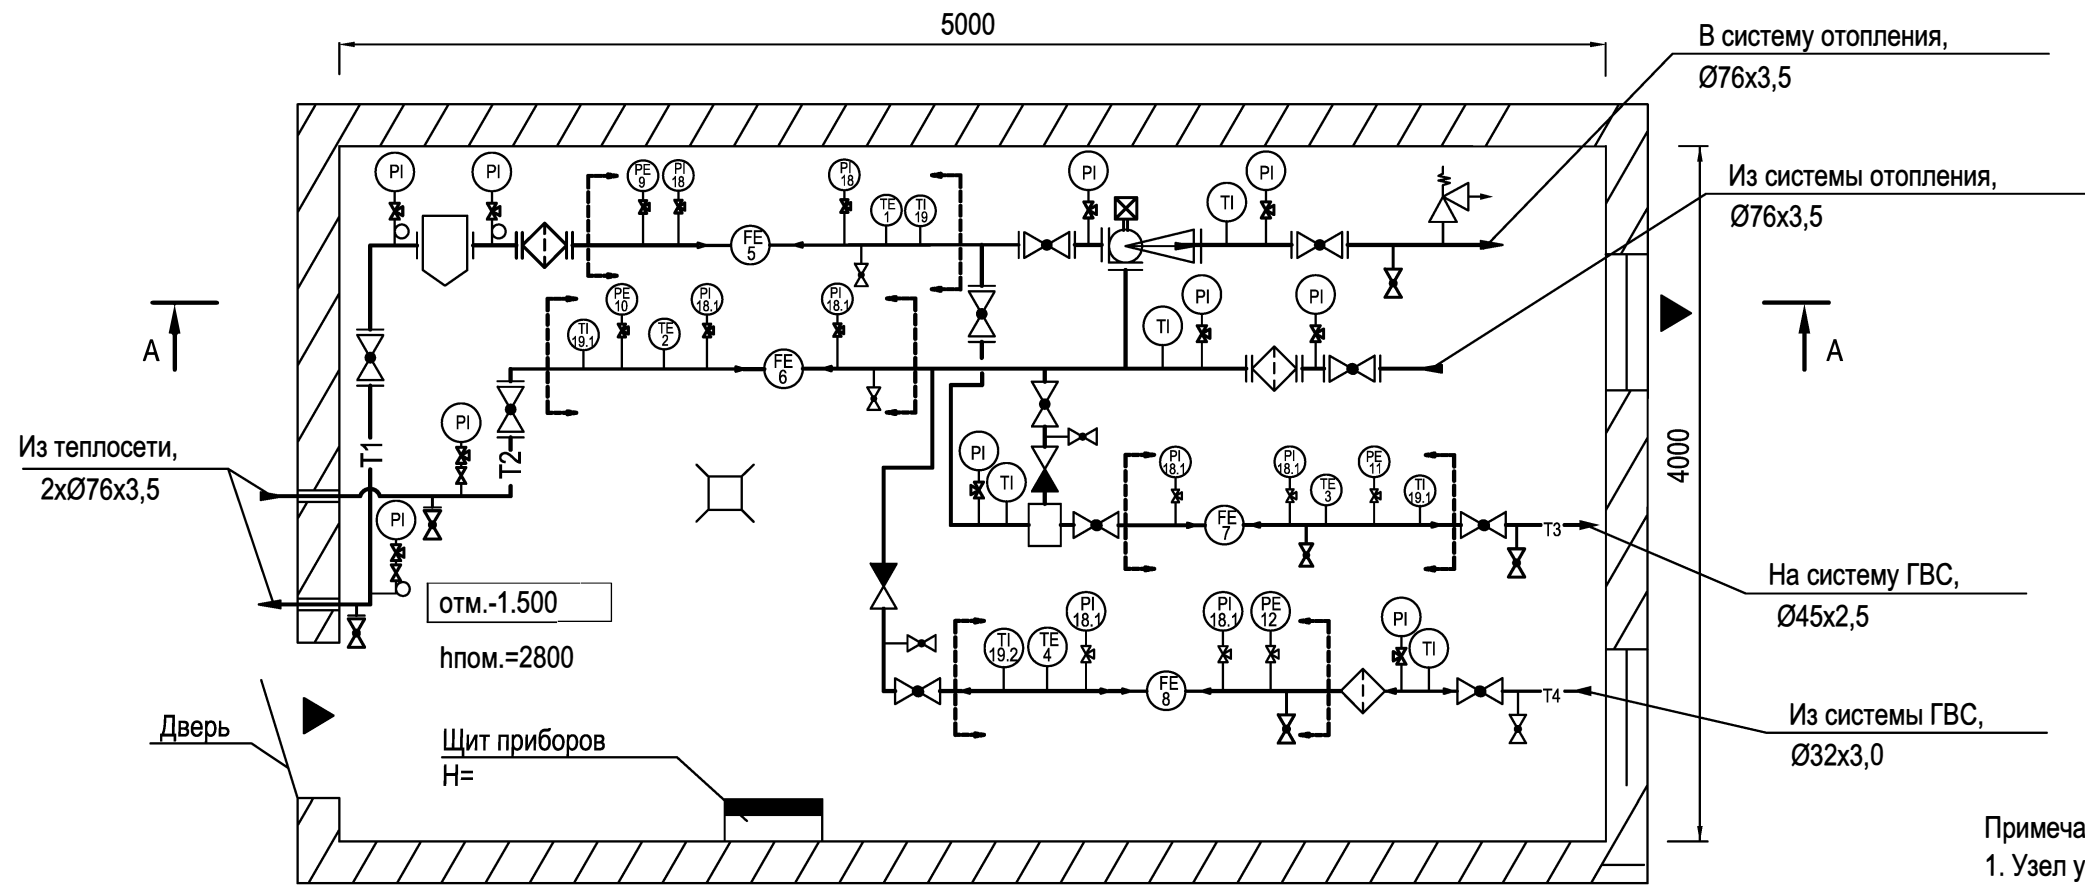 5000
В систему отопления,
Ø76x3,5
Из системы отопления,
Ø76x3,5
PI
PI
PE
9
PI
18
PI
18
TE
1
TI
19
FE
5
PI
TI
PI
A
TI
19.1
PE
10
TE
2
PI
18.1
PI
18.1
FE
6
TI
PI
PI
A
4000
Из теплосети,
2xØ76x3,5
T1
T2
PI
PI
PI
TI
PI
18.1
FE
7
PI
18.1
TE
3
PE
11
TI
19.1
T3
На систему ГВС,
Ø45x2,5
отм.-1.500
hпом.=2800
TI
19.2
TE
4
PI
18.1
FE
8
PI
18.1
PE
12
PI
TI
T4
Из системы ГВС,
Ø32x3,0
Дверь
Щит приборов
H=
Примеча
1. Узел у